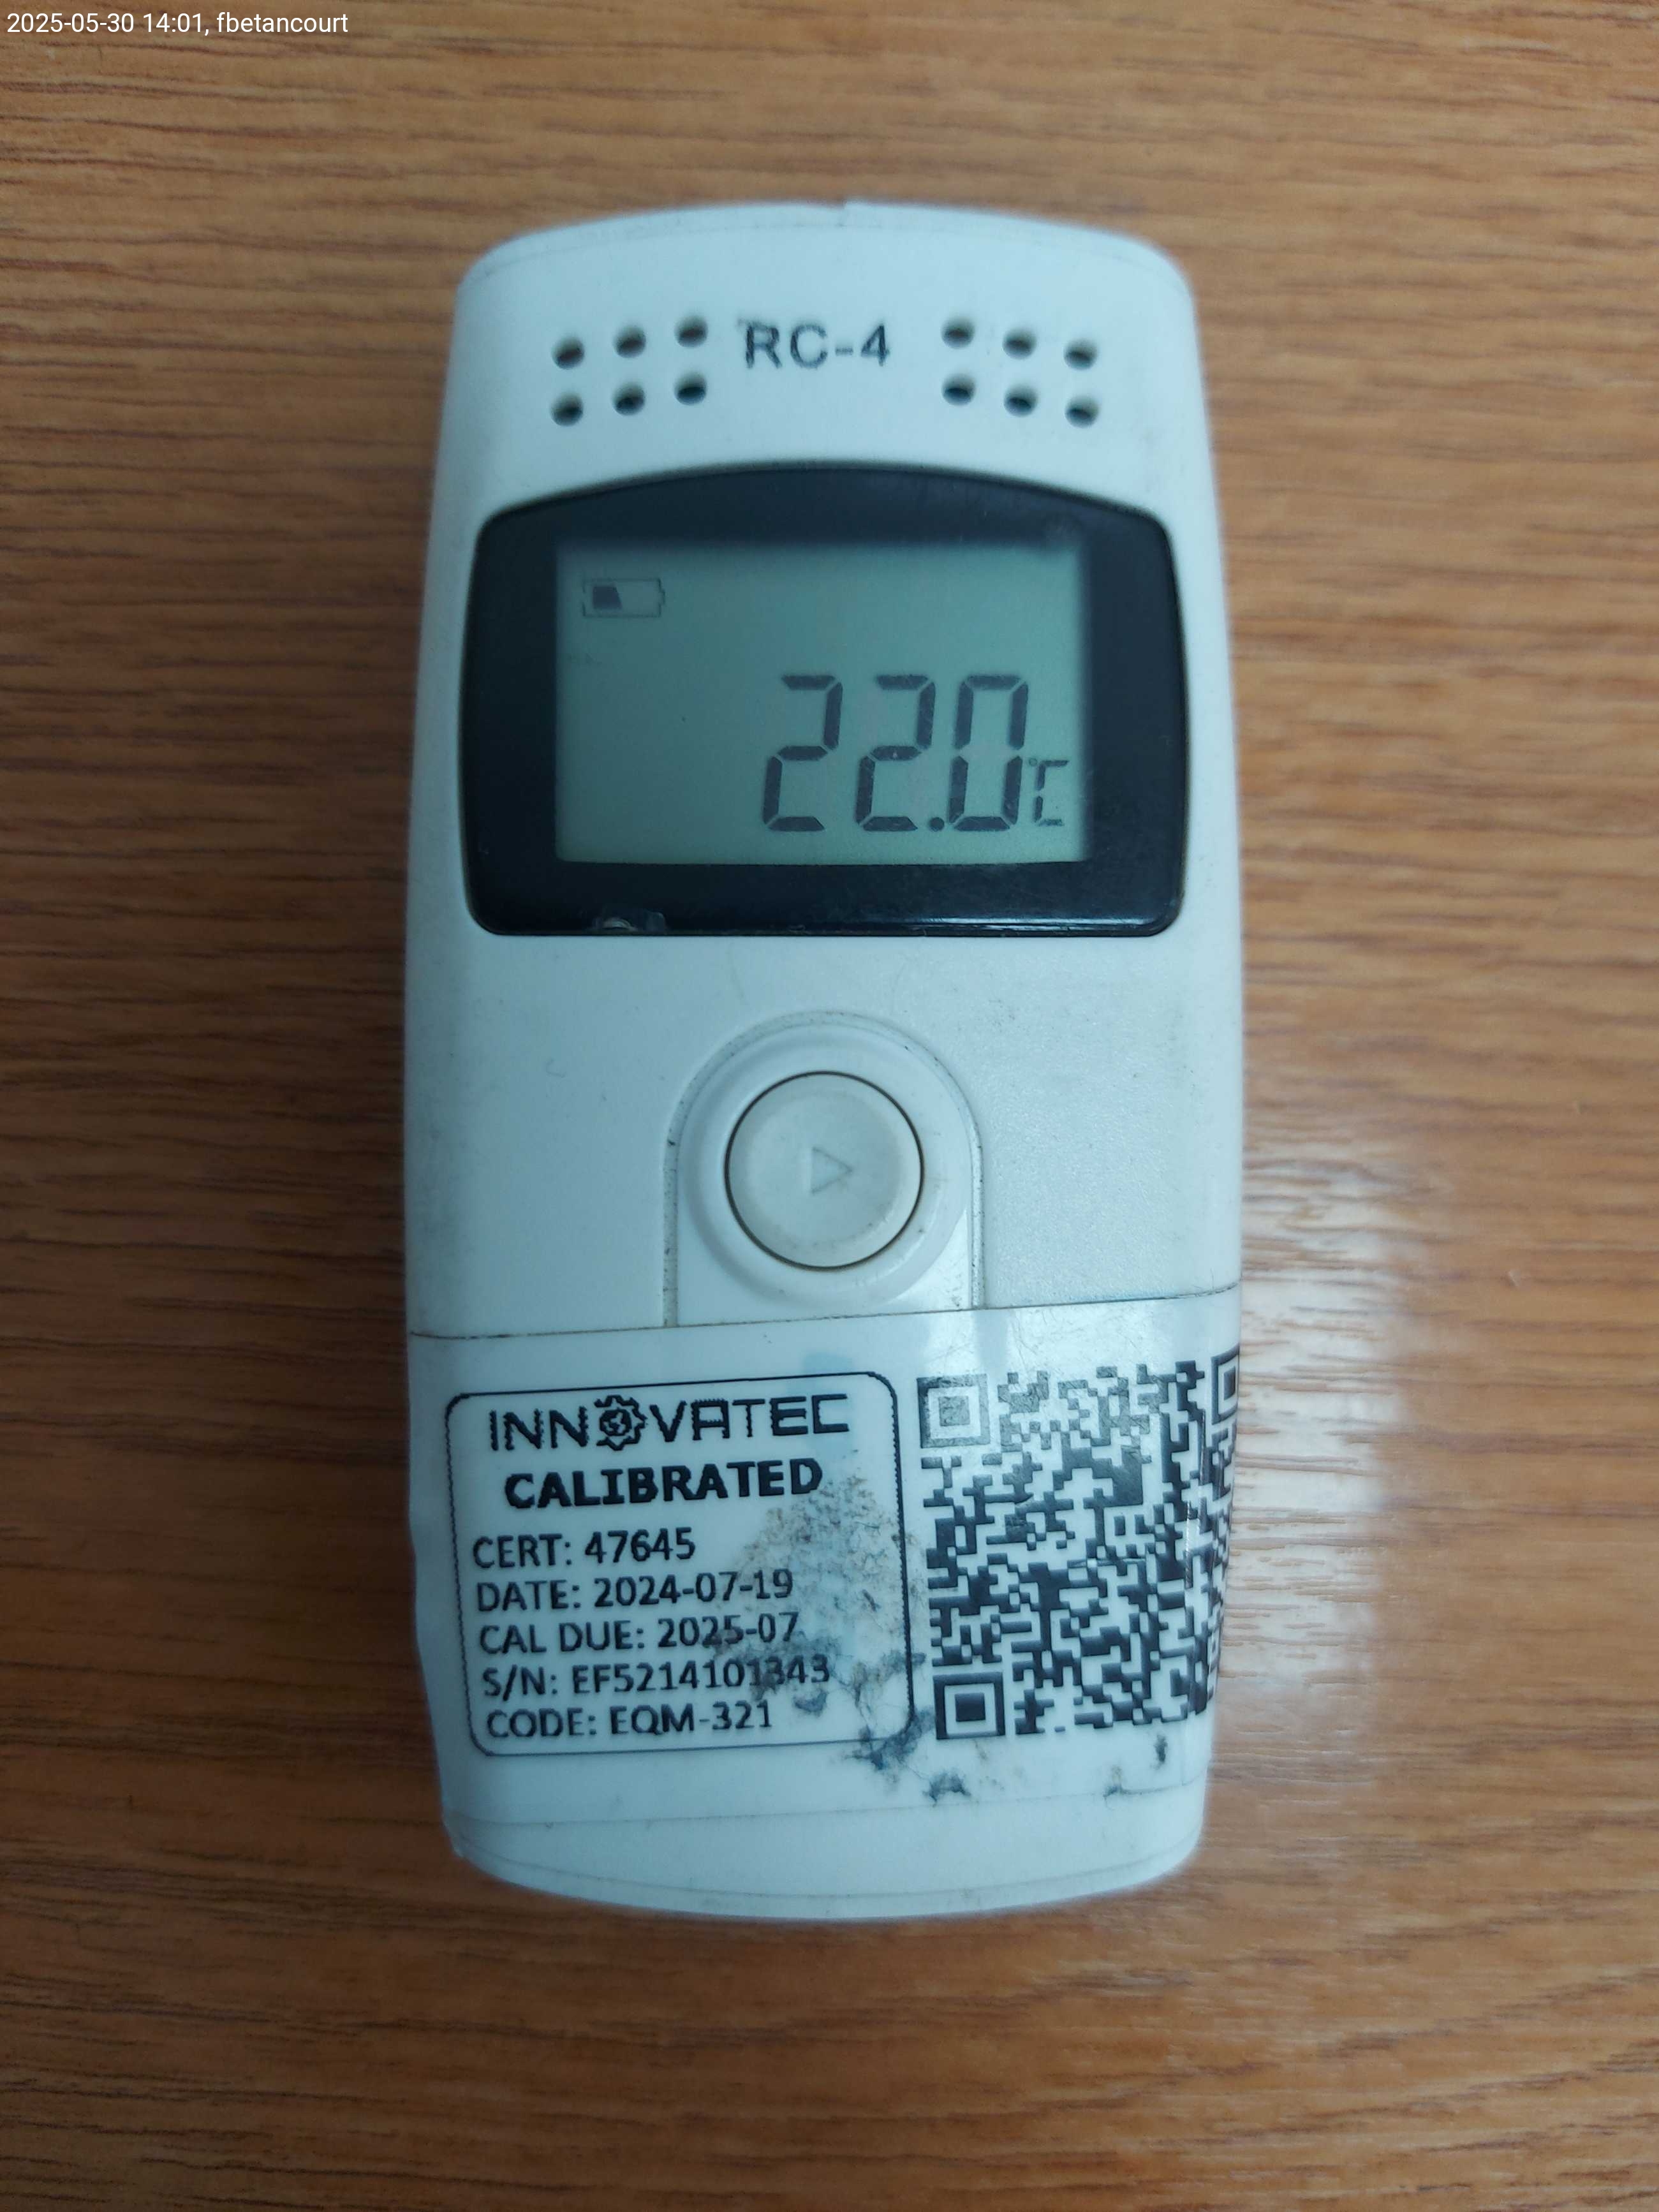 2025-05-30 14:01, fbetancourt
RC-4
22.0°C
INNOVATEC
CALIBRATED
CERT: 47645
DATE: 2024-07-19
CAL DUE: 2025-07
S/N: EF5214101343
CODE: EQM-321